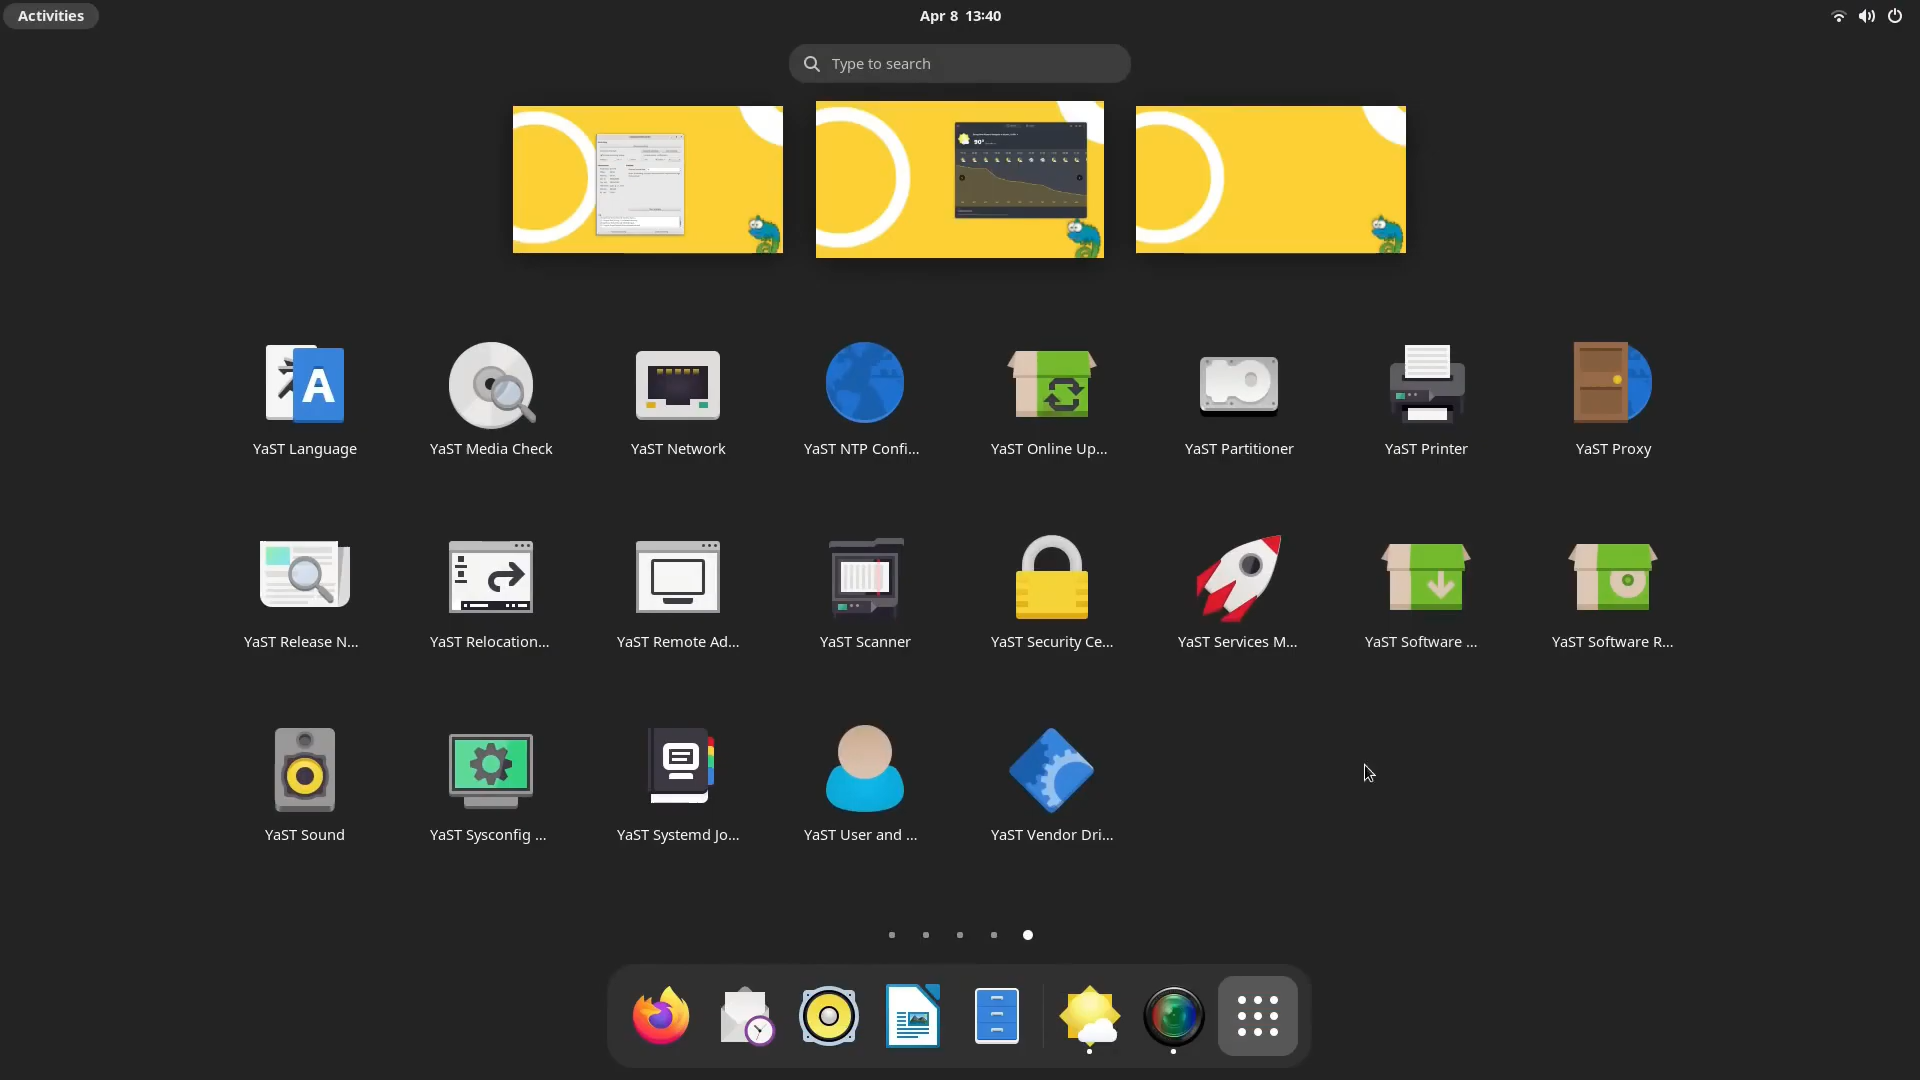 Activities
Apr 8 13:40
Type to search
90°
YaST Language
YaST Media Check
YaST Network
YaST NTP Confi...
YaST Online Up...
YaST Partitioner
YaST Printer
YaST Proxy
YaST Release N...
YaST Relocation...
YaST Remote Ad...
YaST Scanner
YaST Security Ce...
YaST Services M...
YaST Software ...
YaST Software R...
YaST Sound
YaST Sysconfig ...
YaST Systemd Jo...
YaST User and ...
YaST Vendor Dri...